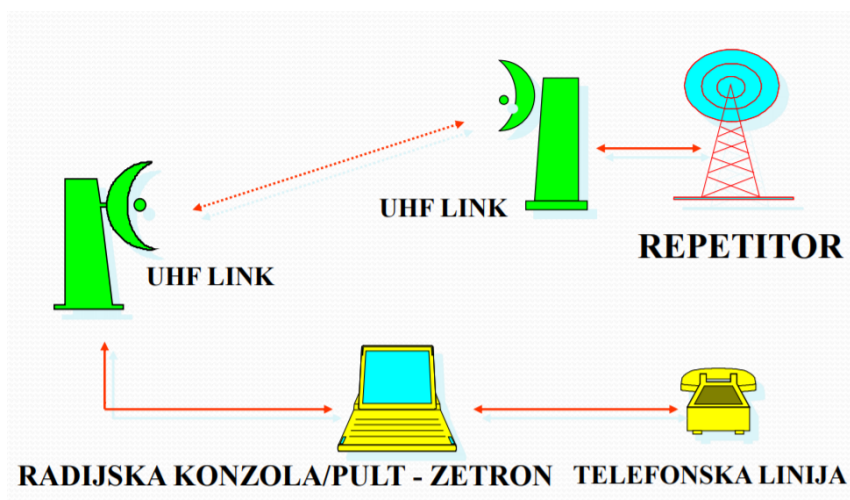 UHF LINK
REPETITOR
UHF LINK
RADIJSKA KONZOLA/PULT - ZETRON
TELEFONSKA LINIJA